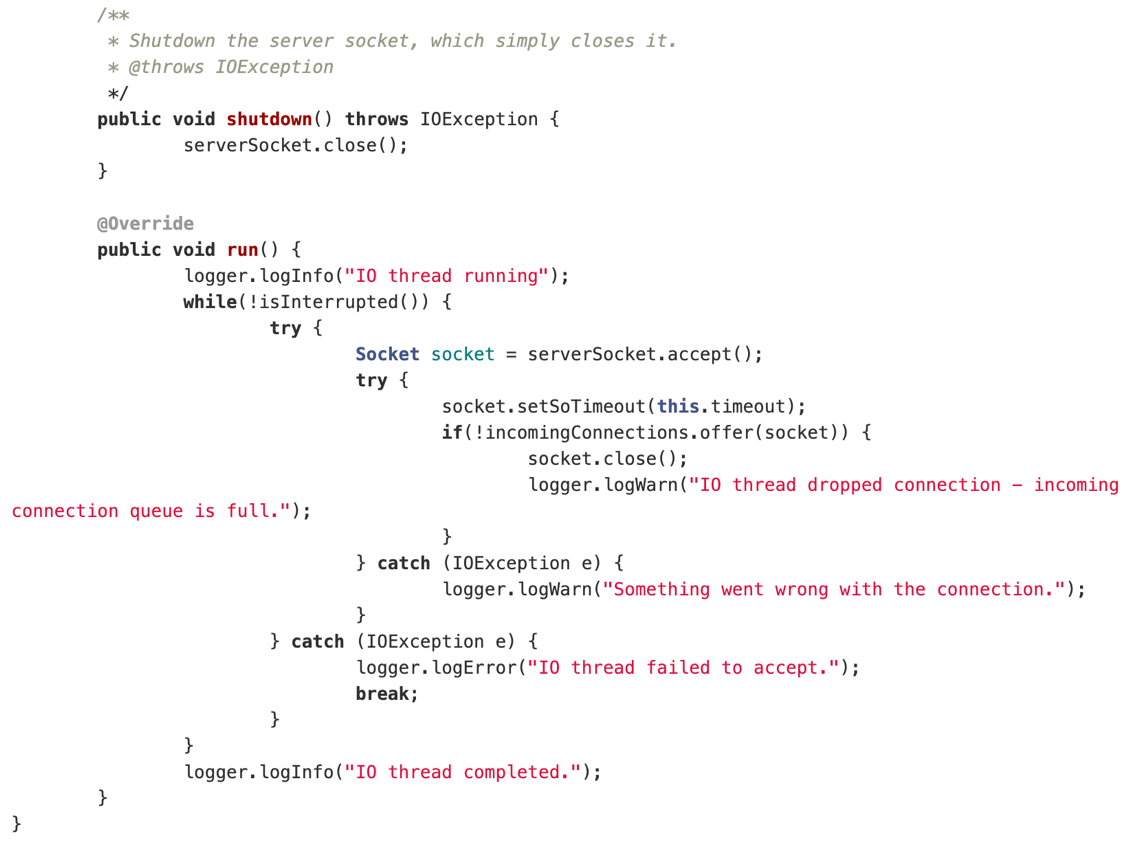 /**
 * Shutdown the server socket, which simply closes it.
 * @throws IOException
 */
public void shutdown() throws IOException {
serverSocket.close();
}
@Override
public void run() {
logger.logInfo("IO thread running");
while(!isInterrupted()) {
try {
Socket socket = serverSocket.accept();
try {
socket.setSoTimeout(this.timeout);
if(!incomingConnections.offer(socket)) {
socket.close();
logger.logWarn("IO thread dropped connection – incoming
connection queue is full.");
}
} catch (IOException e) {
logger.logWarn("Something went wrong with the connection.");
}
} catch (IOException e) {
logger.logError("IO thread failed to accept.");
break;
}
}
logger.logInfo("IO thread completed.");
}
}